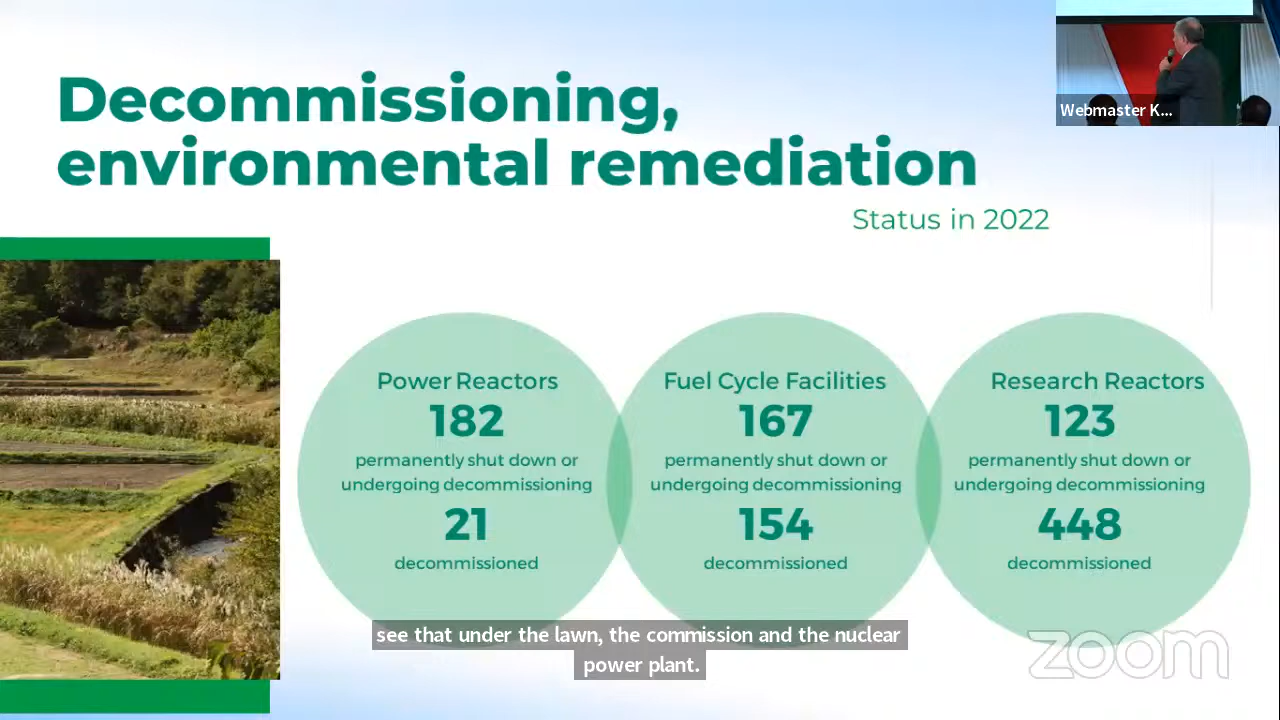 Decommissioning,
environmental remediation
Status in 2022
Webmaster K...
Power Reactors
182
permanently shut down or
undergoing decommissioning
21
decommissioned
Fuel Cycle Facilities
167
permanently shut down or
undergoing decommissioning
154
decommissioned
Research Reactors
123
permanently shut down or
undergoing decommissioning
448
decommissioned
see that under the lawn, the commission and the nuclear
power plant.
zoom